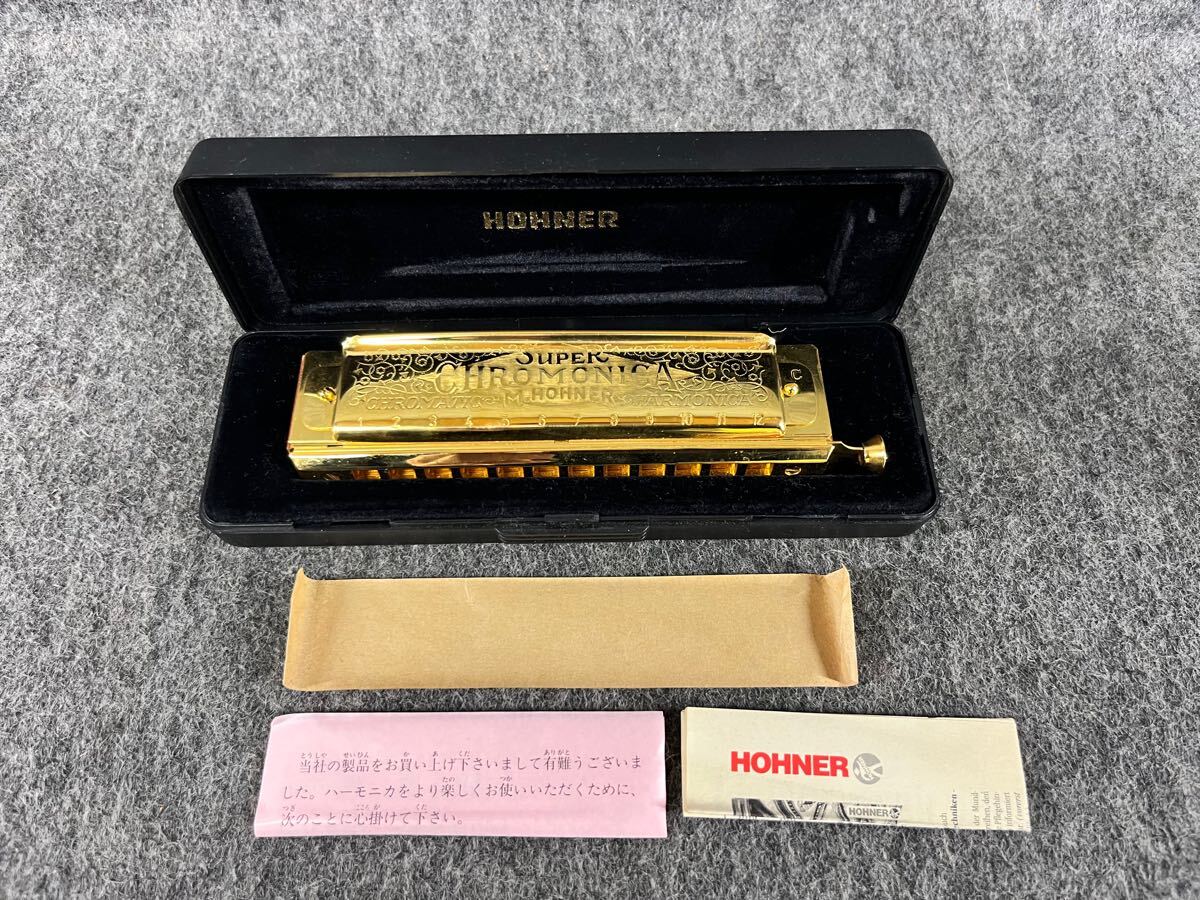 HOHNER
SUPER
CHROMONICA
C
CHROMATIC M. HOHNER HARMONICA
1 2 3 4 5 6 7 8 9 10 11 12
当社の製品をお買い上げ下さいまして有難うございま
した。ハーモニカをより楽しくお使いいただくために、
次のことに心掛けて下さい。
HOHNER
HOHNER